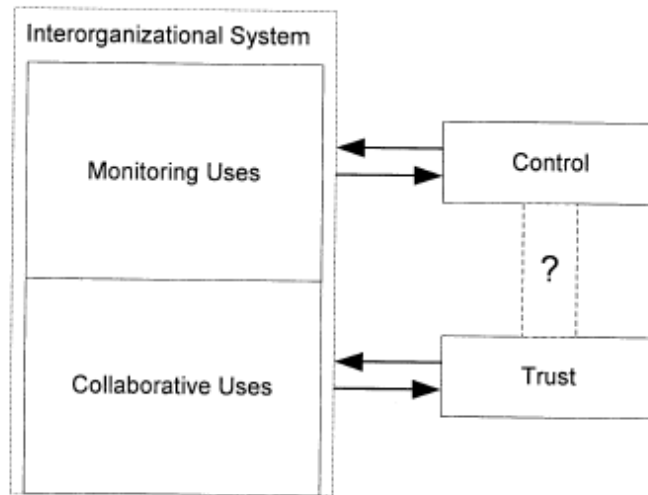 Interorganizational System
Monitoring Uses
Control
?
Collaborative Uses
Trust